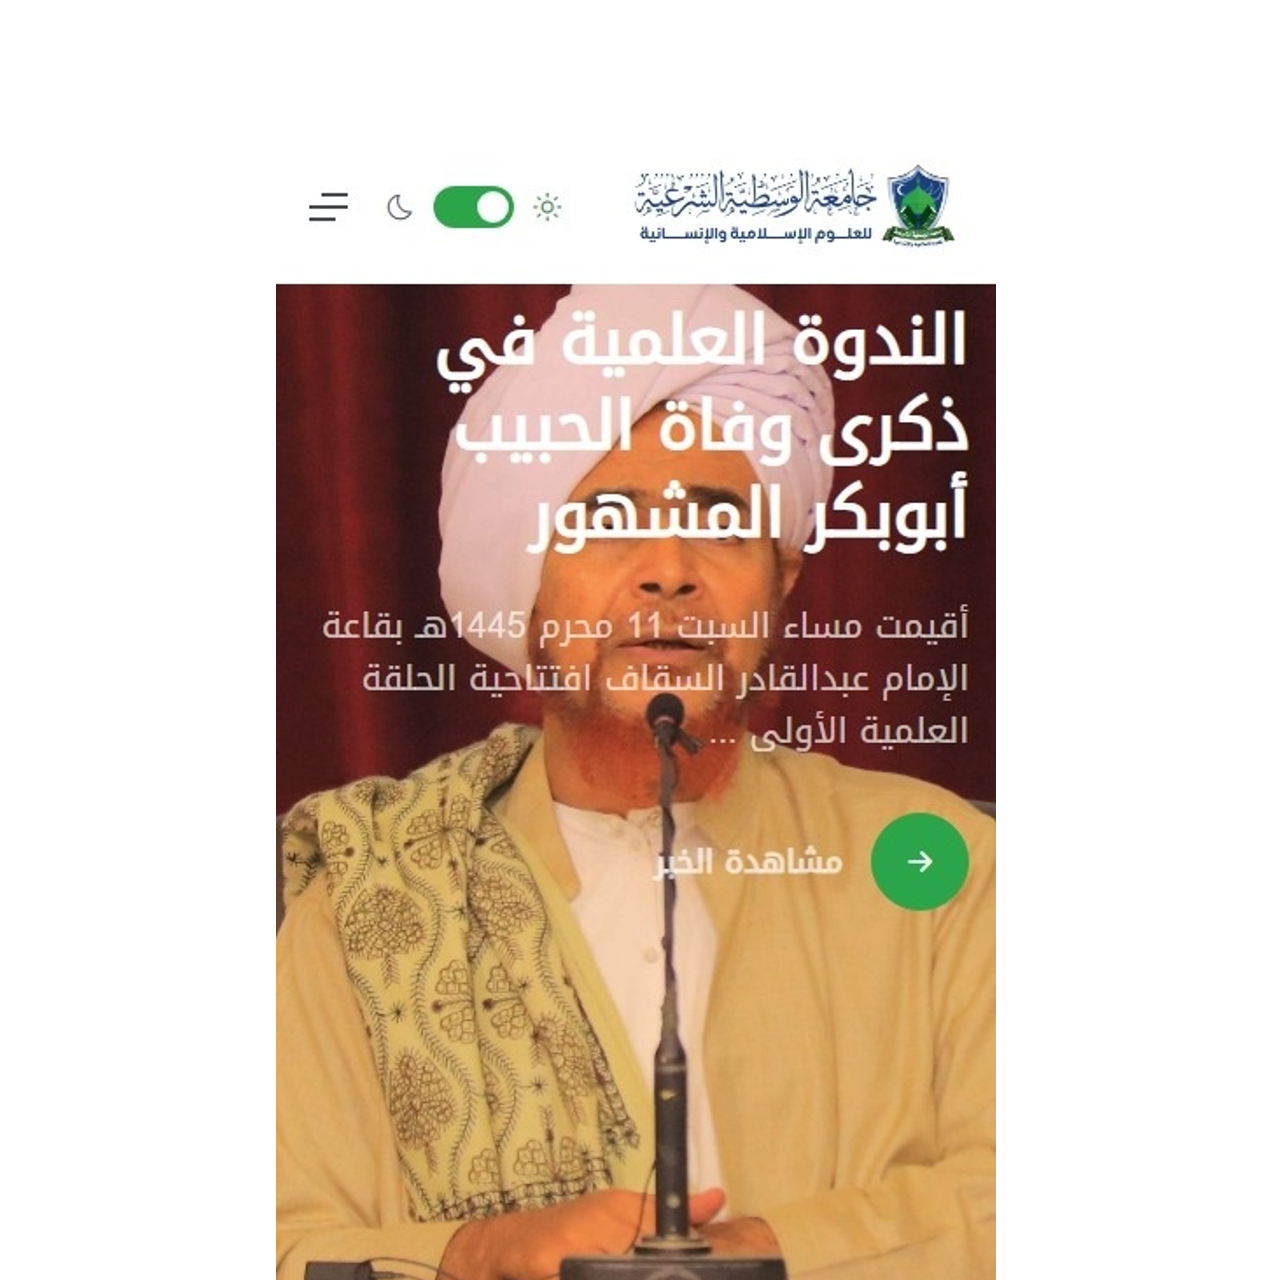 جامعة الوسطية الشرعية
للعلوم الإسلامية والإنسانية
الندوة العلمية في
ذكرى وفاة الحبيب
أبوبكر المشهور
أقيمت مساء السبت 11 محرم 1445هـ بقاعة
الإمام عبدالقادر السقاف افتتاحية الحلقة
العلمية الأولى ...
مشاهدة الخبر